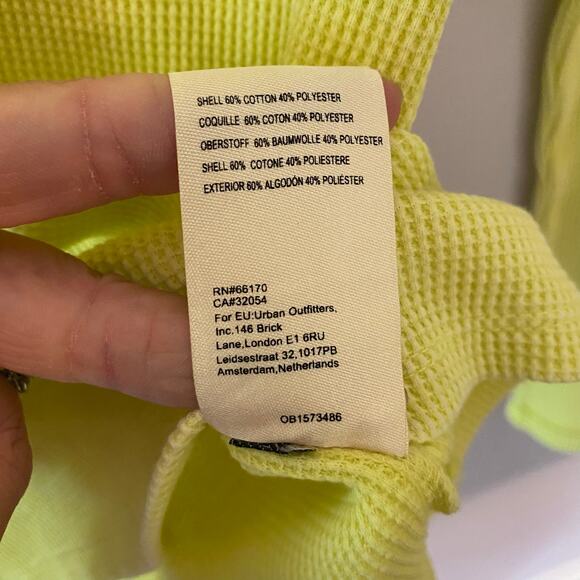 SHELL 60% COTTON 40% POLYESTER
COQUILLE 60% COTON 40% POLYESTER
OBERSTOFF 60% BAUMWOLLE 40% POLYESTER
SHELL 60% COTONE 40% POLIESTERE
EXTERIOR 60% ALGODÓN 40% POLIÉSTER
RN#66170
CA#32054
For EU:Urban Outfitters,
Inc.146 Brick
Lane,London E1 6RU
Leidsestraat 32,1017PB
Amsterdam,Netherlands
OB1573486